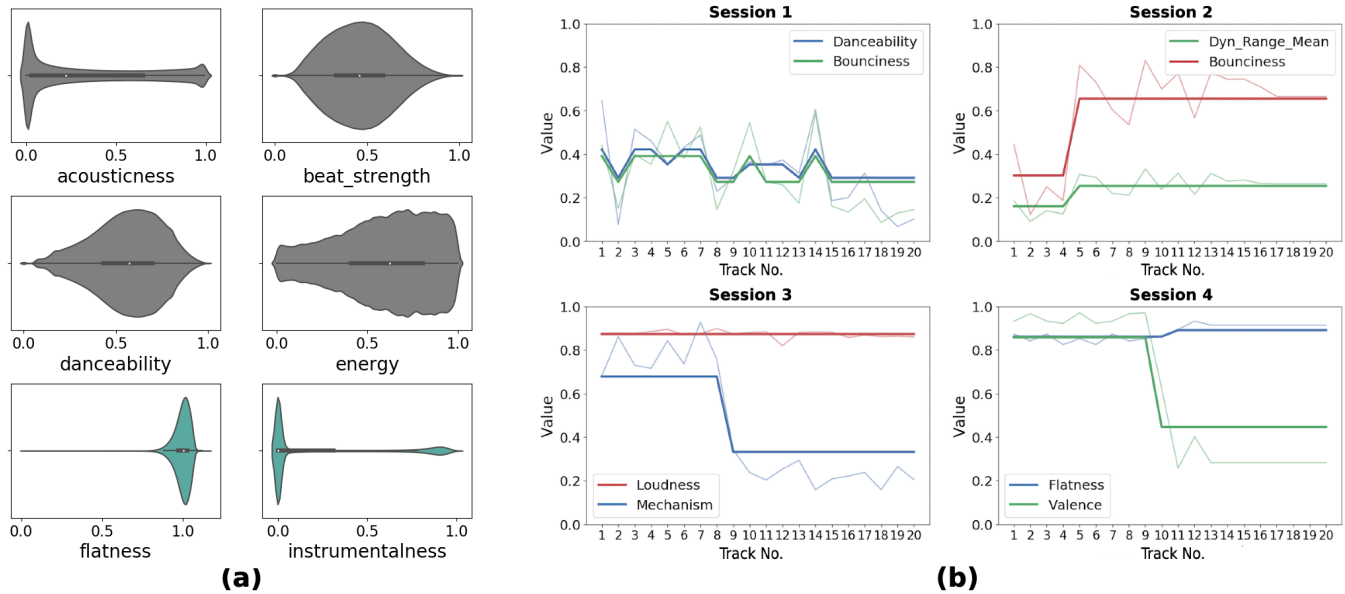 0.0 0.5 1.0
acousticness
0.0 0.5 1.0
beat_strength
0.0 0.5 1.0
danceability
0.0 0.5 1.0
energy
0.0 0.5 1.0
flatness
0.0 0.5 1.0
instrumentalness
(a)
Session 1
1.0
0.8
0.6
0.4
0.2
0.0
Value
Danceability
Bounciness
1 2 3 4 5 6 7 8 9 10 11 12 13 14 15 16 17 18 19 20
Track No.
Session 2
1.0
0.8
0.6
0.4
0.2
0.0
Value
Dyn_Range_Mean
Bounciness
1 2 3 4 5 6 7 8 9 10 11 12 13 14 15 16 17 18 19 20
Track No.
Session 3
1.0
0.8
0.6
0.4
0.2
0.0
Value
Loudness
Mechanism
1 2 3 4 5 6 7 8 9 10 11 12 13 14 15 16 17 18 19 20
Track No.
Session 4
1.0
0.8
0.6
0.4
0.2
0.0
Value
Flatness
Valence
1 2 3 4 5 6 7 8 9 10 11 12 13 14 15 16 17 18 19 20
Track No.
(b)